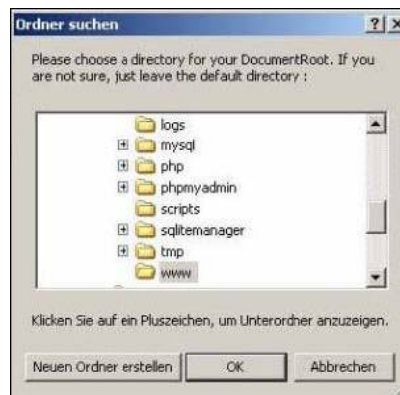 Ordner suchen
Please choose a directory for your DocumentRoot. If you
are not sure, just leave the default directory :
logs
mysql
php
phpmyadmin
scripts
sqlitemanager
tmp
www
Klicken Sie auf ein Pluszeichen, um Unterordner anzuzeigen.
Neuen Ordner erstellen
OK
Abbrechen